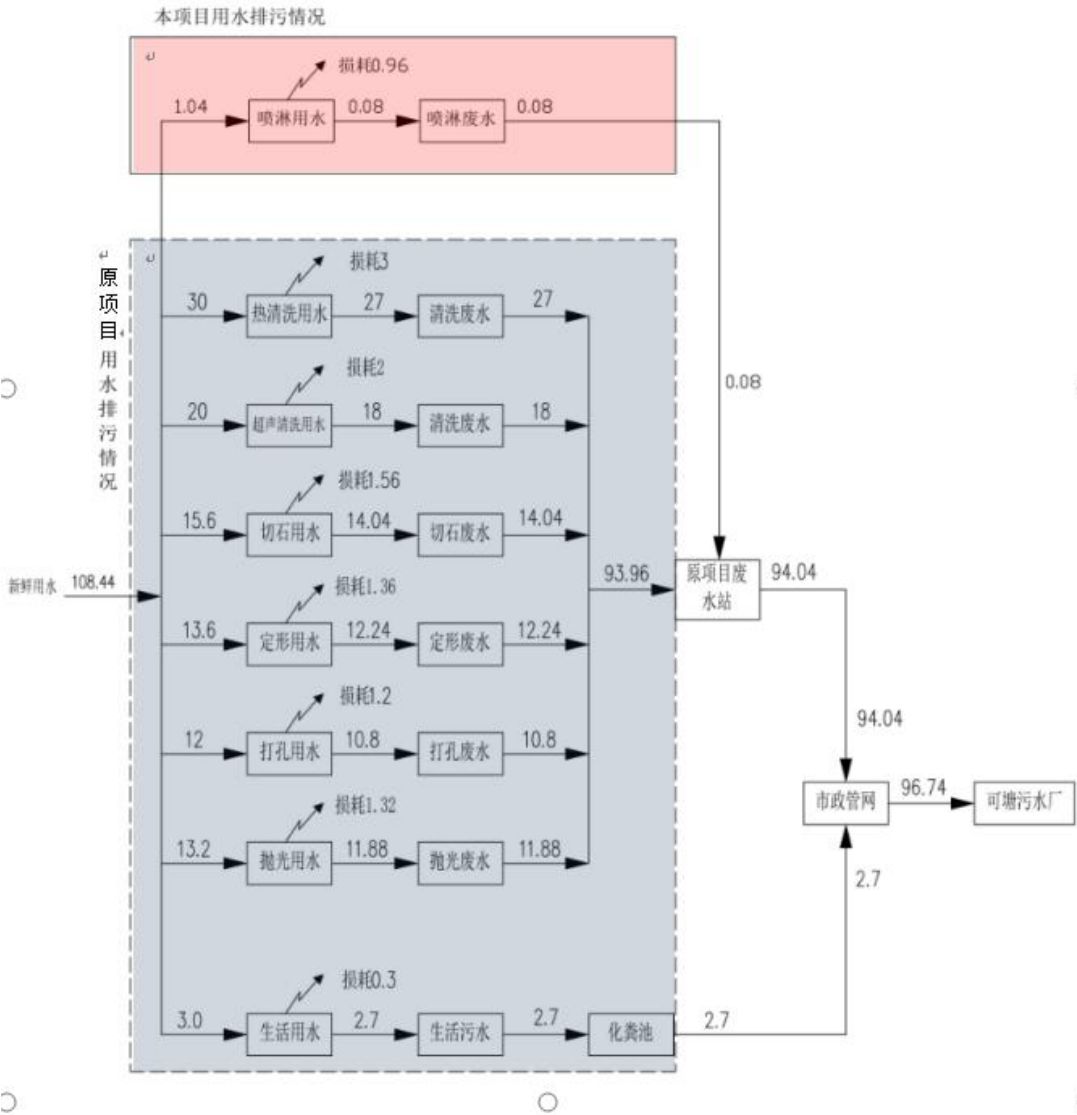 本项目用水排污情况
损耗0.96
1.04
喷淋用水
0.08
喷淋废水
0.08
原项目用水排污情况
损耗3
30
热清洗用水
27
清洗废水
27
损耗2
20
超声清洗用水
18
清洗废水
18
0.08
损耗1.56
15.6
切石用水
14.04
切石废水
14.04
新鲜用水
108.44
93.96
原项目废
水站
94.04
损耗1.36
13.6
定形用水
12.24
定形废水
12.24
损耗1.2
12
打孔用水
10.8
打孔废水
10.8
94.04
市政管网
96.74
可塘污水厂
损耗1.32
13.2
抛光用水
11.88
抛光废水
11.88
2.7
损耗0.3
3.0
生活用水
2.7
生活污水
2.7
化粪池
2.7